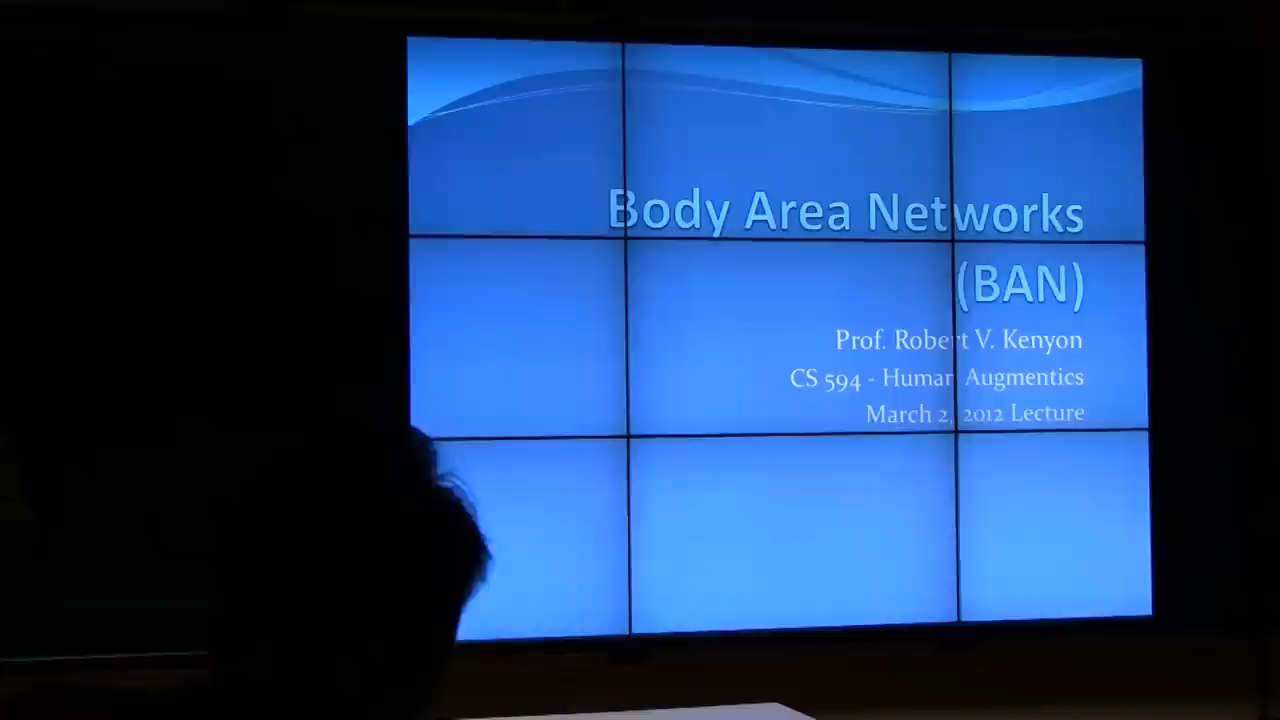 Body Area Networks
(BAN)
Prof. Robert V. Kenyon
CS 594 - Human Augmentics
March 2, 2012 Lecture